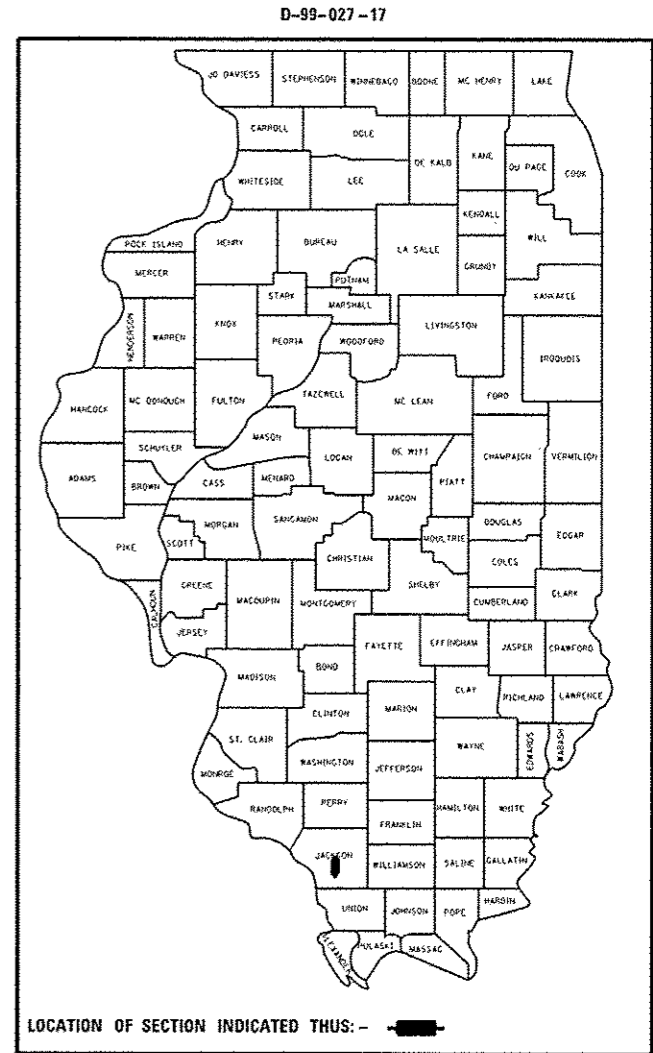 D-99-027-17
JO DAVIESS STEPHENSON WINNEBAGO BOONE MC HENRY LAKE
CARROLL OGLE DE KALB KANE DU PAGE COOK
WHITESIDE LEE
KENDALL
ROCK ISLAND HENRY BUREAU LA SALLE WILL
MERCER GRUNDY
PUTNAM
STARK MARSHALL KANKAKEE
HENDERSON WARREN KNOX PEORIA WOODFORD LIVINGSTON IROQUOIS
HANCOCK MC DONOUGH FULTON TAZEWELL MC LEAN FORD
MASON
SCHUYLER LOGAN DE WITT CHAMPAIGN VERMILION
ADAMS BROWN CASS MENARD PIATT
MACON
MORGAN SANGAMON DOUGLAS
PIKE SCOTT CHRISTIAN MOULTRIE EDGAR
COLES
GREENE SHELBY
CALHOUN MACOUPIN MONTGOMERY CUMBERLAND CLARK
JERSEY
FAYETTE EFFINGHAM JASPER CRAWFORD
MADISON BOND
CLAY RICHLAND LAWRENCE
CLINTON MARION
ST. CLAIR WAYNE EDWARDS WABASH
MONROE WASHINGTON JEFFERSON
RANDOLPH PERRY HAMILTON WHITE
FRANKLIN
JACKSON WILLIAMSON SALINE GALLATIN
UNION JOHNSON POPE HARDIN
ALEXANDER PULASKI MASSAC
LOCATION OF SECTION INDICATED THUS: -